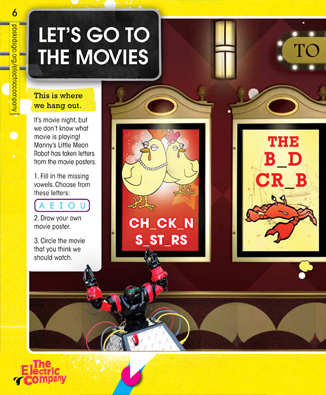 6
pbskidsgo.org/electriccompany
LET'S GO TO
THE MOVIES
This is where
we hang out.
It's movie night, but
we don't know what
movie is playing!
Manny's Little Mean
Robot has taken letters
from the movie posters.
1. Fill in the missing
vowels. Choose from
these letters:
A E I O U
2. Draw your own
movie poster.
3. Circle the movie
that you think we
should watch.
TO
CH_CK_N
S_ST_RS
THE
B_D
CR_B
The
Electric
Company